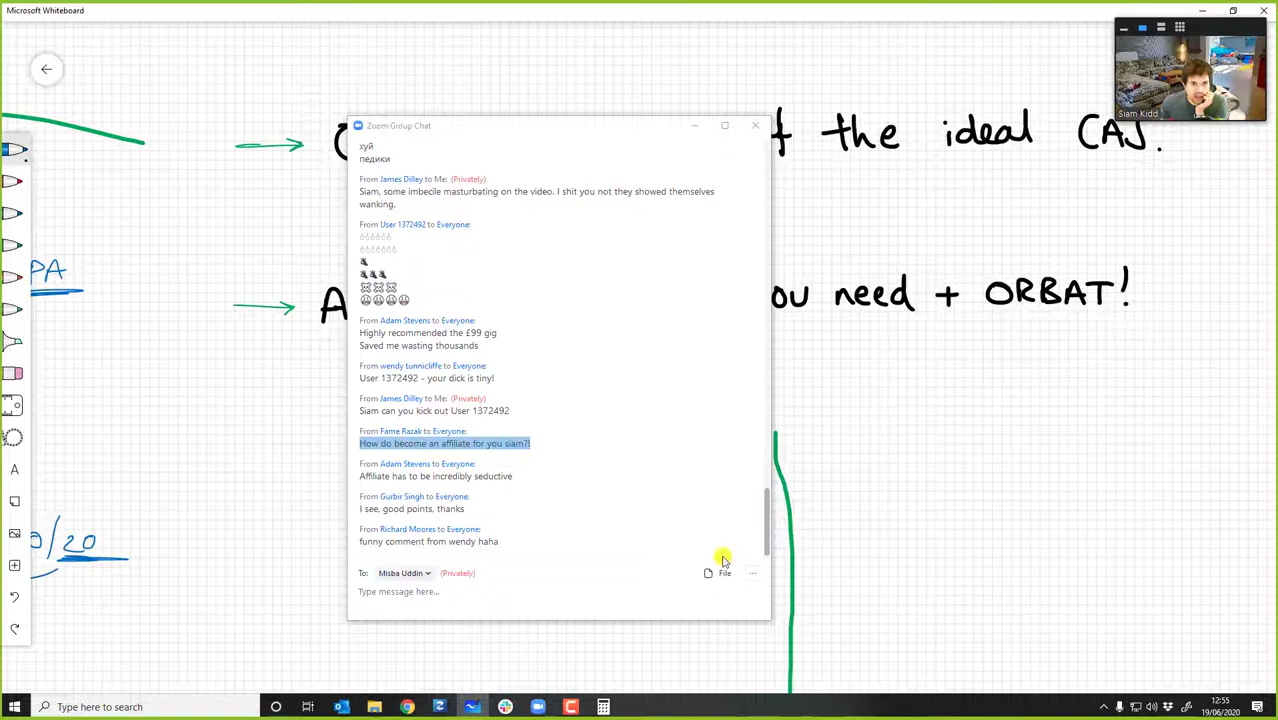 Microsoft Whiteboard
Siam Kidd
f the ideal CAS.
Zoom Group Chat
хуй
педики
From James Dilley to Me: (Privately)
Siam, some imbecile masturbating on the video. I shit you not they showed themselves
wanking.
From User 1372492 to Everyone:
From Adam Stevens to Everyone:
Highly recommended the £99 gig
Saved me wasting thousands
From wendy tunnicliffe to Everyone:
User 1372492 - your dick is tiny!
From James Dilley to Me: (Privately)
Siam can you kick out User 1372492
From Fame Razak to Everyone:
How do become an affiliate for you siam?!
From Adam Stevens to Everyone:
Affiliate has to be incredibly seductive
From Gurbir Singh to Everyone:
I see, good points, thanks
From Richard Moores to Everyone:
funny comment from wendy haha
To: Misba Uddin (Privately)
File
Type message here...
PA
A
ou need + ORBAT!
0/20
Type here to search
12:55
19/06/2020